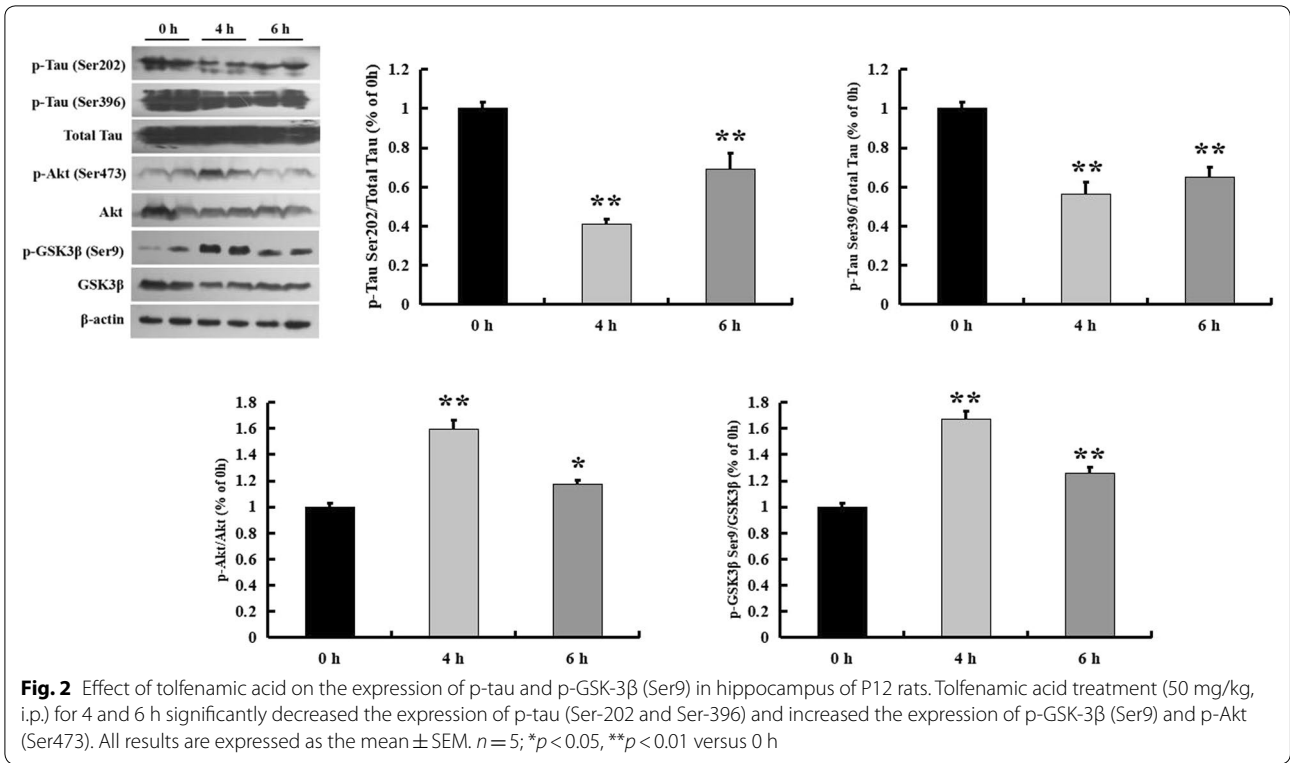 0 h 4 h 6 h
p-Tau (Ser202)
p-Tau (Ser396)
Total Tau
p-Akt (Ser473)
Akt
p-GSK3β (Ser9)
GSK3β
β-actin
p-Tau Ser202/Total Tau (% of 0h)
1.2
1
0.8
0.6
0.4
0.2
0
**
**
0 h 4 h 6 h
p-Tau Ser396/Total Tau (% of 0h)
1.2
1
0.8
0.6
0.4
0.2
0
**
**
0 h 4 h 6 h
p-Akt/Akt (% of 0h)
1.8
1.6
1.4
1.2
1
0.8
0.6
0.4
0.2
0
**
*
0 h 4 h 6 h
p-GSK3β Ser9/GSK3β (% of 0h)
1.8
1.6
1.4
1.2
1
0.8
0.6
0.4
0.2
0
**
**
0 h 4 h 6 h
Fig. 2 Effect of tolfenamic acid on the expression of p-tau and p-GSK-3β (Ser9) in hippocampus of P12 rats. Tolfenamic acid treatment (50 mg/kg,
i.p.) for 4 and 6 h significantly decreased the expression of p-tau (Ser-202 and Ser-396) and increased the expression of p-GSK-3β (Ser9) and p-Akt
(Ser473). All results are expressed as the mean ± SEM. n = 5; *p < 0.05, **p < 0.01 versus 0 h